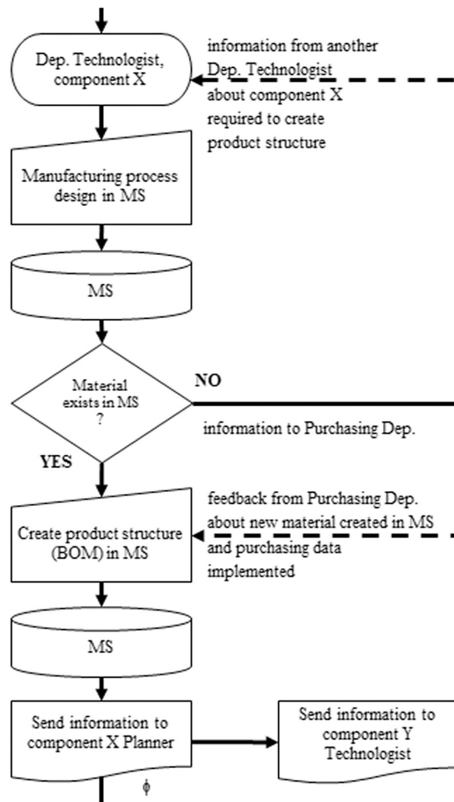 Dep. Technologist,
component X
information from another
Dep. Technologist
about component X
required to create
product structure
Manufacturing process
design in MS
MS
Material
exists in MS
?
NO
information to Purchasing Dep.
YES
Create product structure
(BOM) in MS
feedback from Purchasing Dep.
about new material created in MS
and purchasing data
implemented
MS
Send information to
component X Planner
Send information to
component Y
Technologist
ϕ